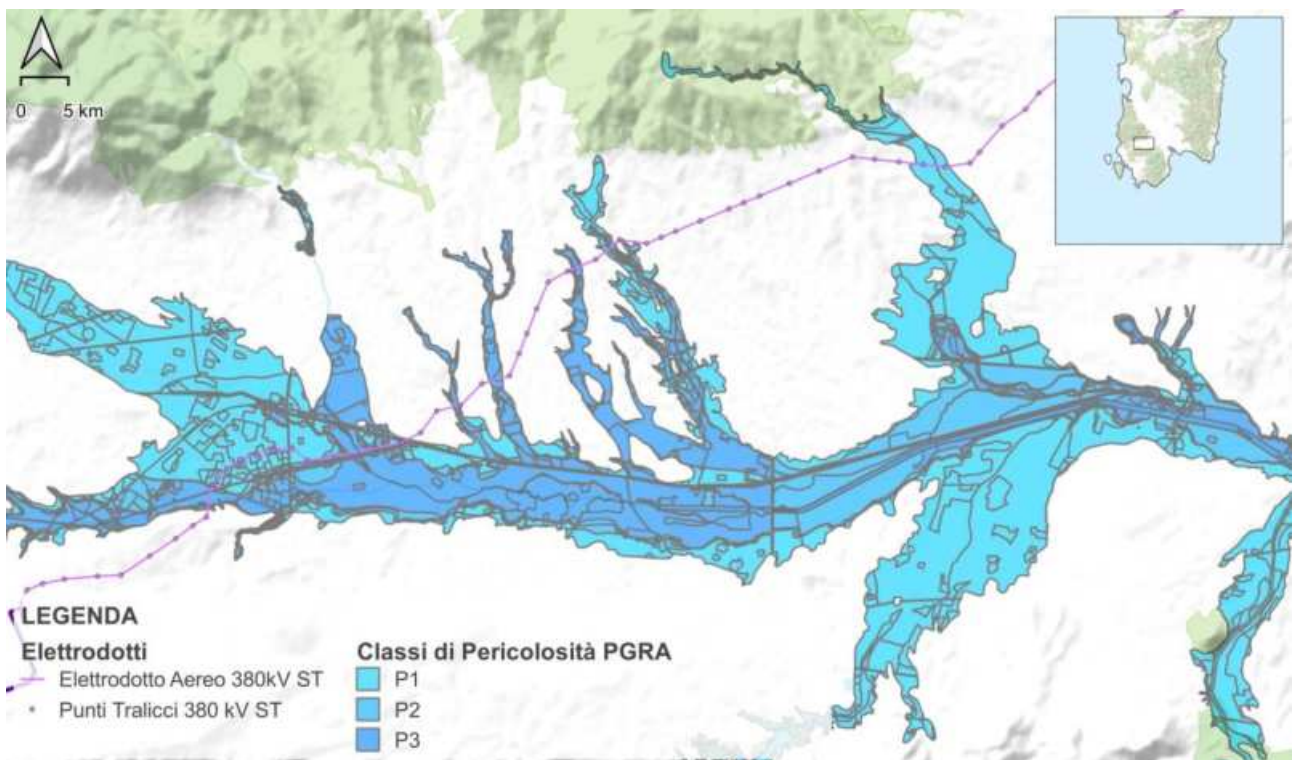 0 5 km
LEGENDA
Elettrodotti
Elettrodotto Aereo 380kV ST
Punti Tralicci 380 kV ST
Classi di Pericolosità PGRA
P1
P2
P3